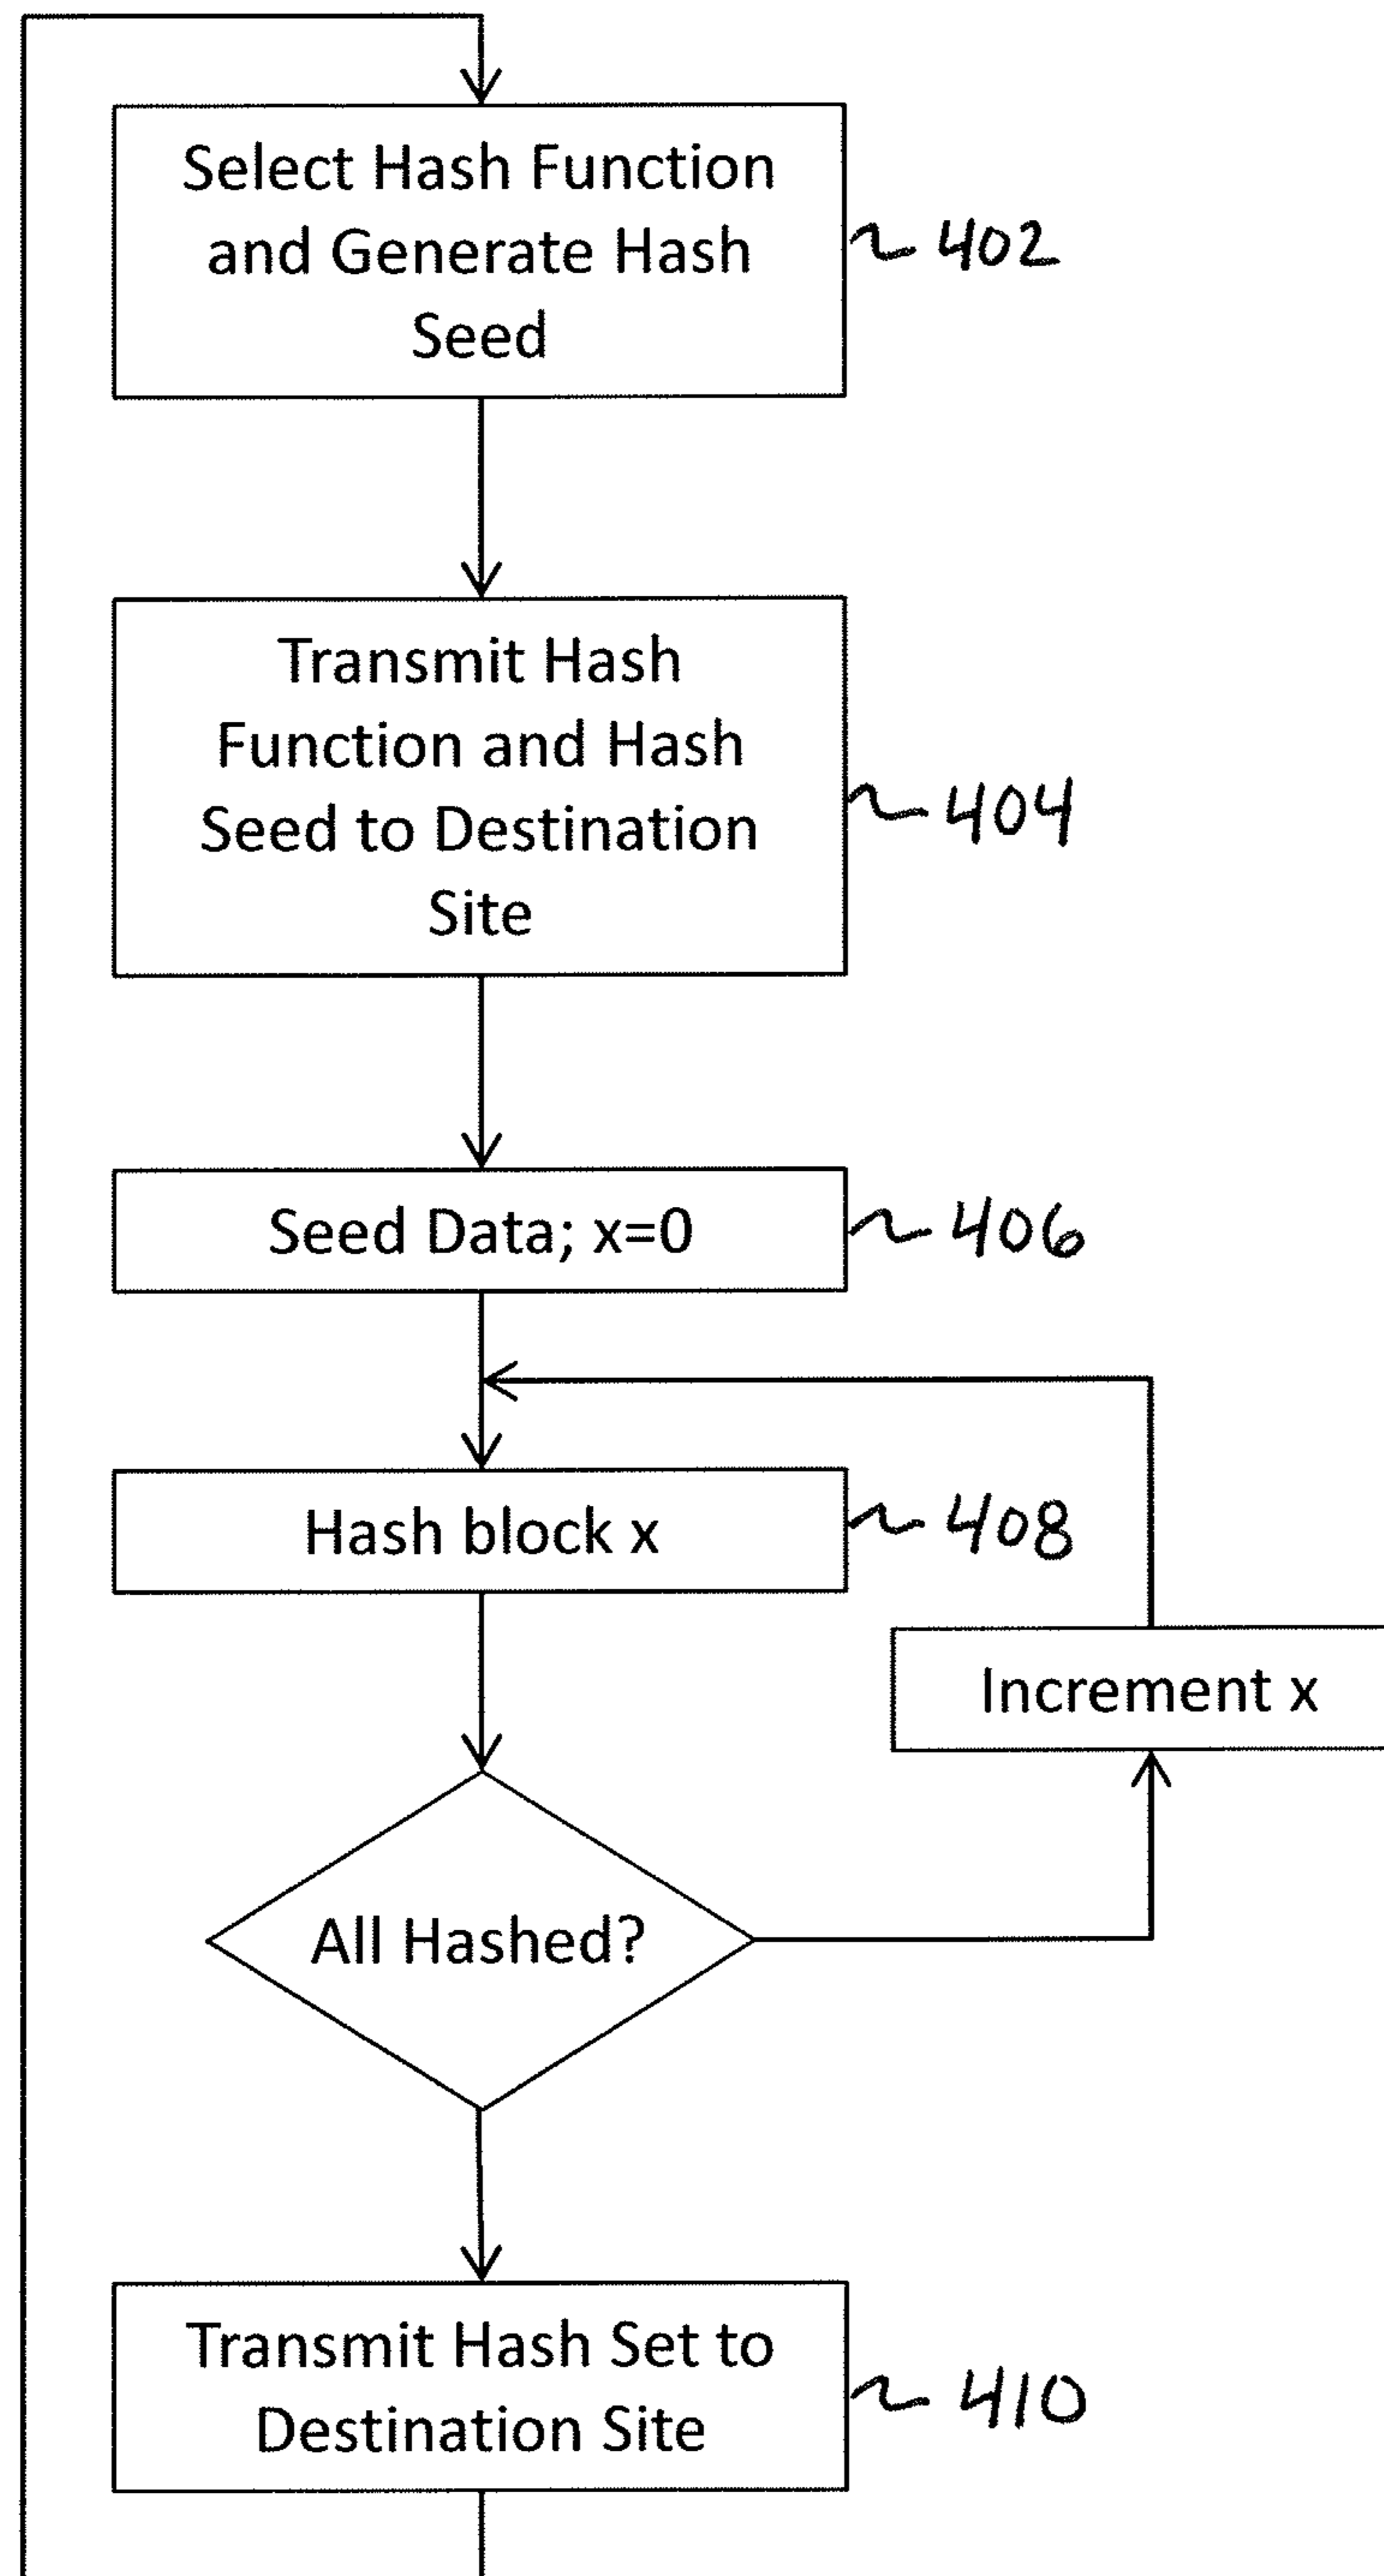 Select Hash Function
and Generate Hash
Seed
402
Transmit Hash
Function and Hash
Seed to Destination
Site
404
Seed Data; x=0
406
Hash block x
408
Increment x
All Hashed?
Transmit Hash Set to
Destination Site
410